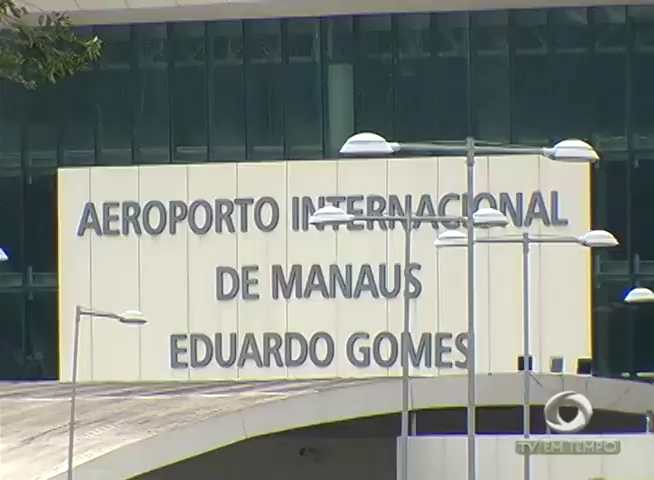 AEROPORTO INTERNACIONAL
DE MANAUS
EDUARDO GOMES
TV EM TEMPO